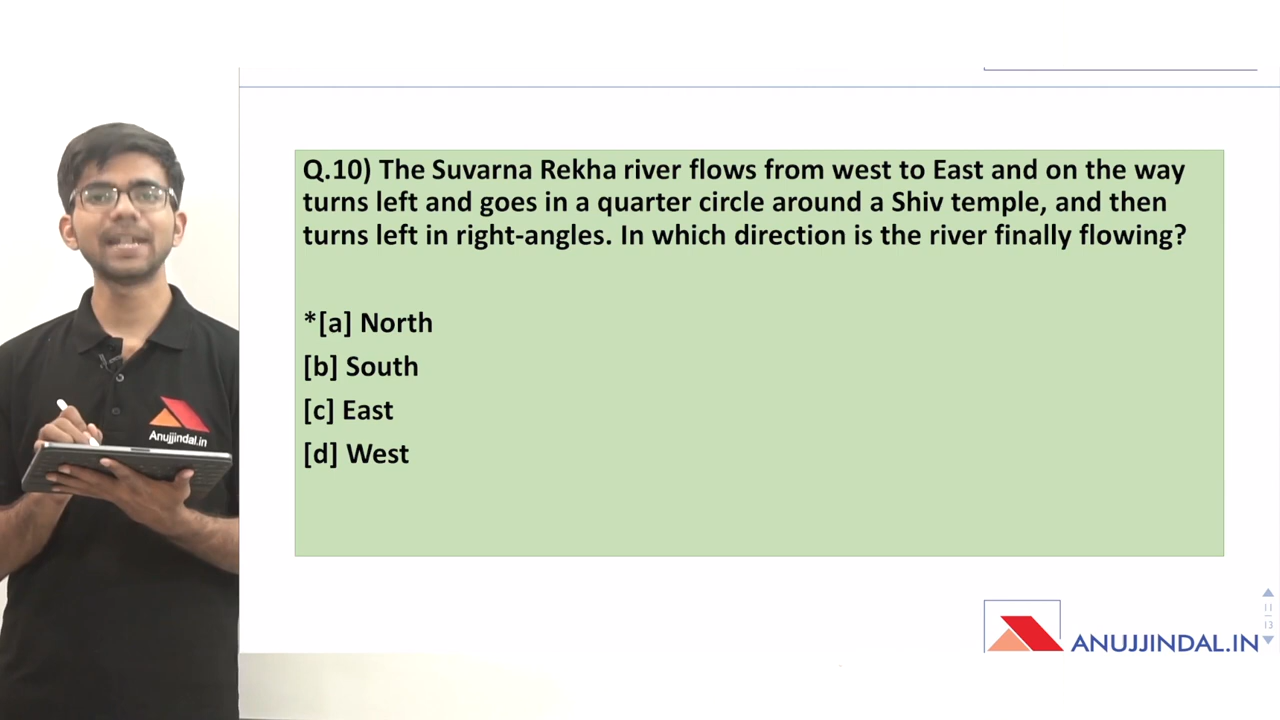 Q.10) The Suvarna Rekha river flows from west to East and on the way
turns left and goes in a quarter circle around a Shiv temple, and then
turns left in right-angles. In which direction is the river finally flowing?
*[a] North
[b] South
[c] East
[d] West
Anujjindal.in
11
13
ANUJJINDAL.IN